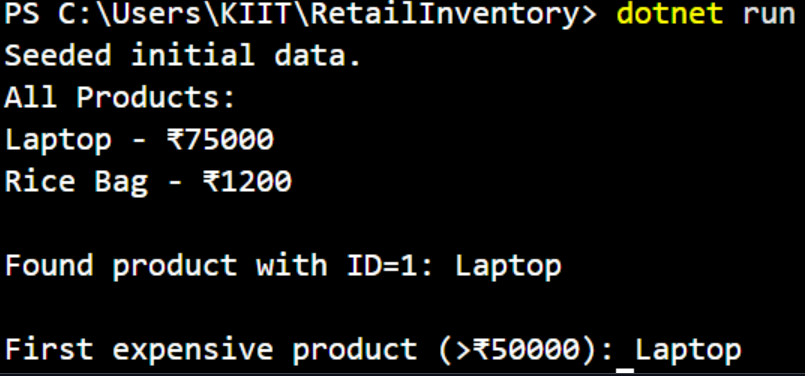 PS C:\Users\KIIT\RetailInventory> dotnet run
Seeded initial data.
All Products:
Laptop - ₹75000
Rice Bag - ₹1200
Found product with ID=1: Laptop
First expensive product (>₹50000): Laptop